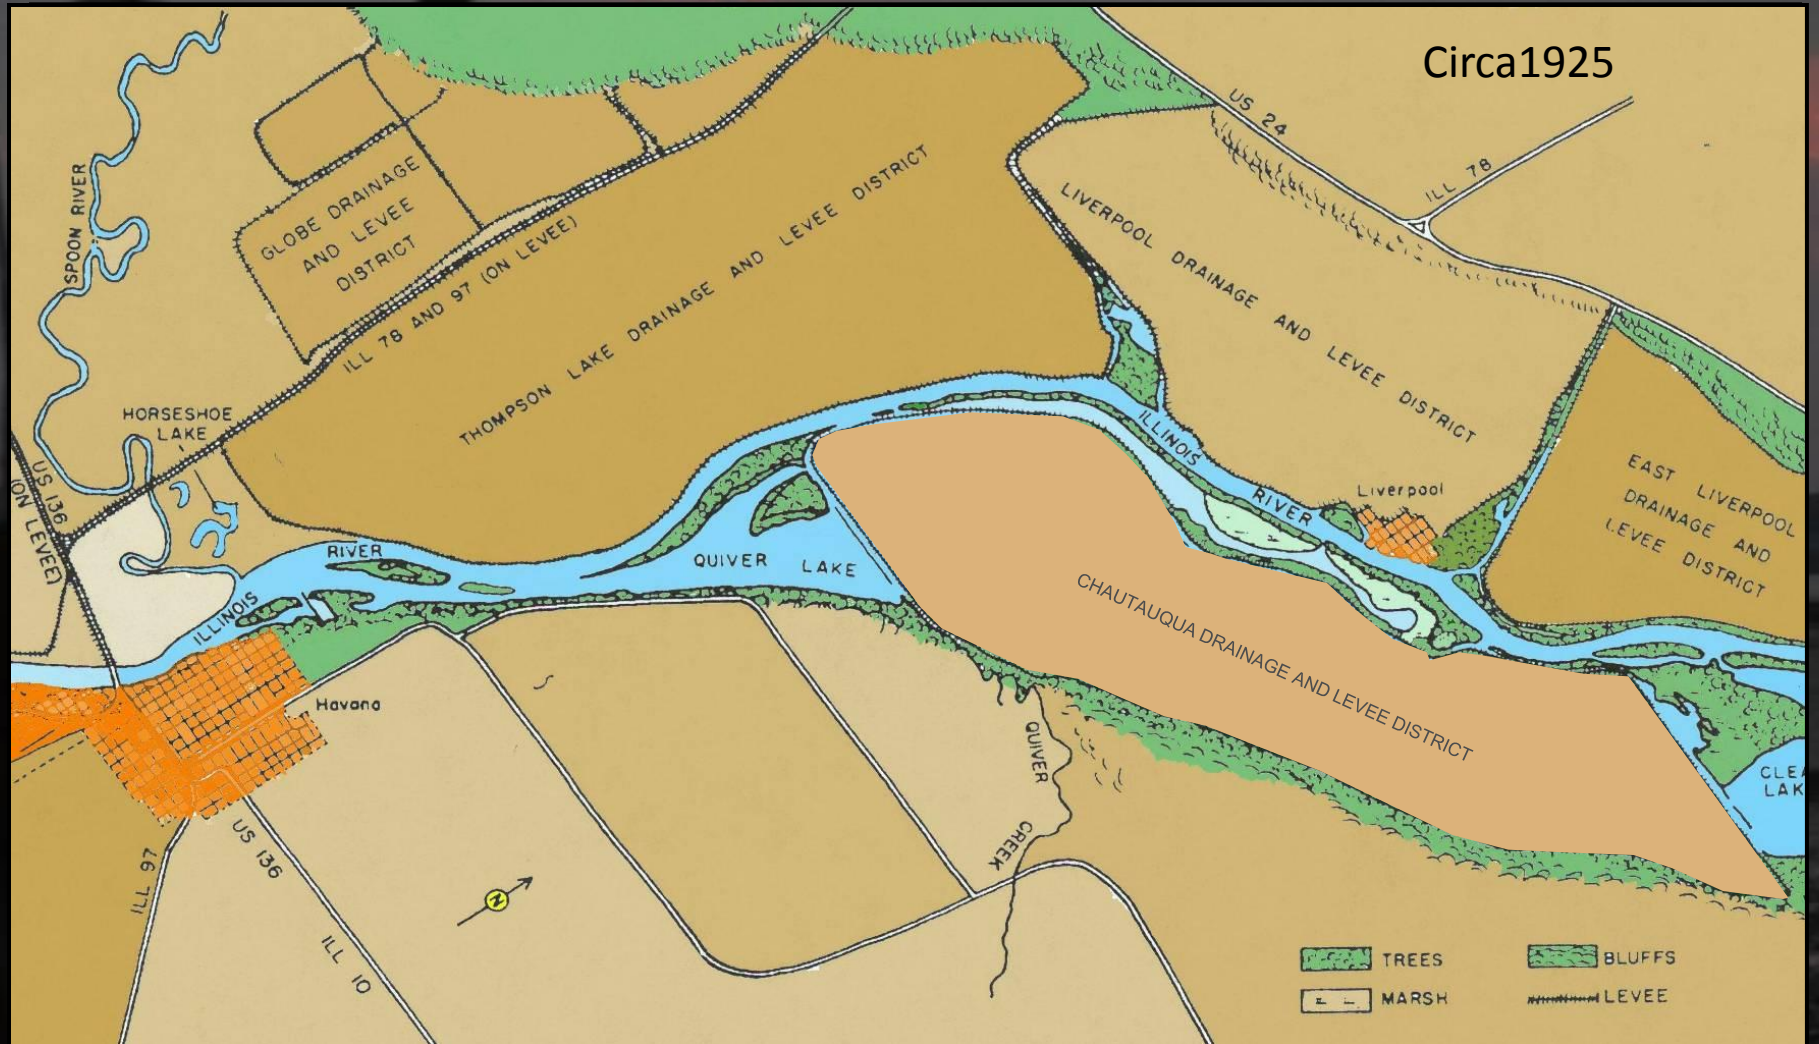 Circa1925
US 24
ILL 78
SPOON RIVER
GLOBE DRAINAGE
AND LEVEE
DISTRICT
ILL 78 AND 97 (ON LEVEE)
THOMPSON LAKE DRAINAGE AND LEVEE DISTRICT
LIVERPOOL DRAINAGE AND LEVEE DISTRICT
HORSESHOE
LAKE
US 136
(ON LEVEE)
ILLINOIS
RIVER
Liverpool
EAST LIVERPOOL
DRAINAGE AND
LEVEE DISTRICT
RIVER
ILLINOIS
QUIVER LAKE
CHAUTAUQUA DRAINAGE AND LEVEE DISTRICT
Havana
QUIVER
CREEK
CLEA
LAK
ILL 97
US 136
ILL 10
N
TREES
BLUFFS
MARSH
LEVEE